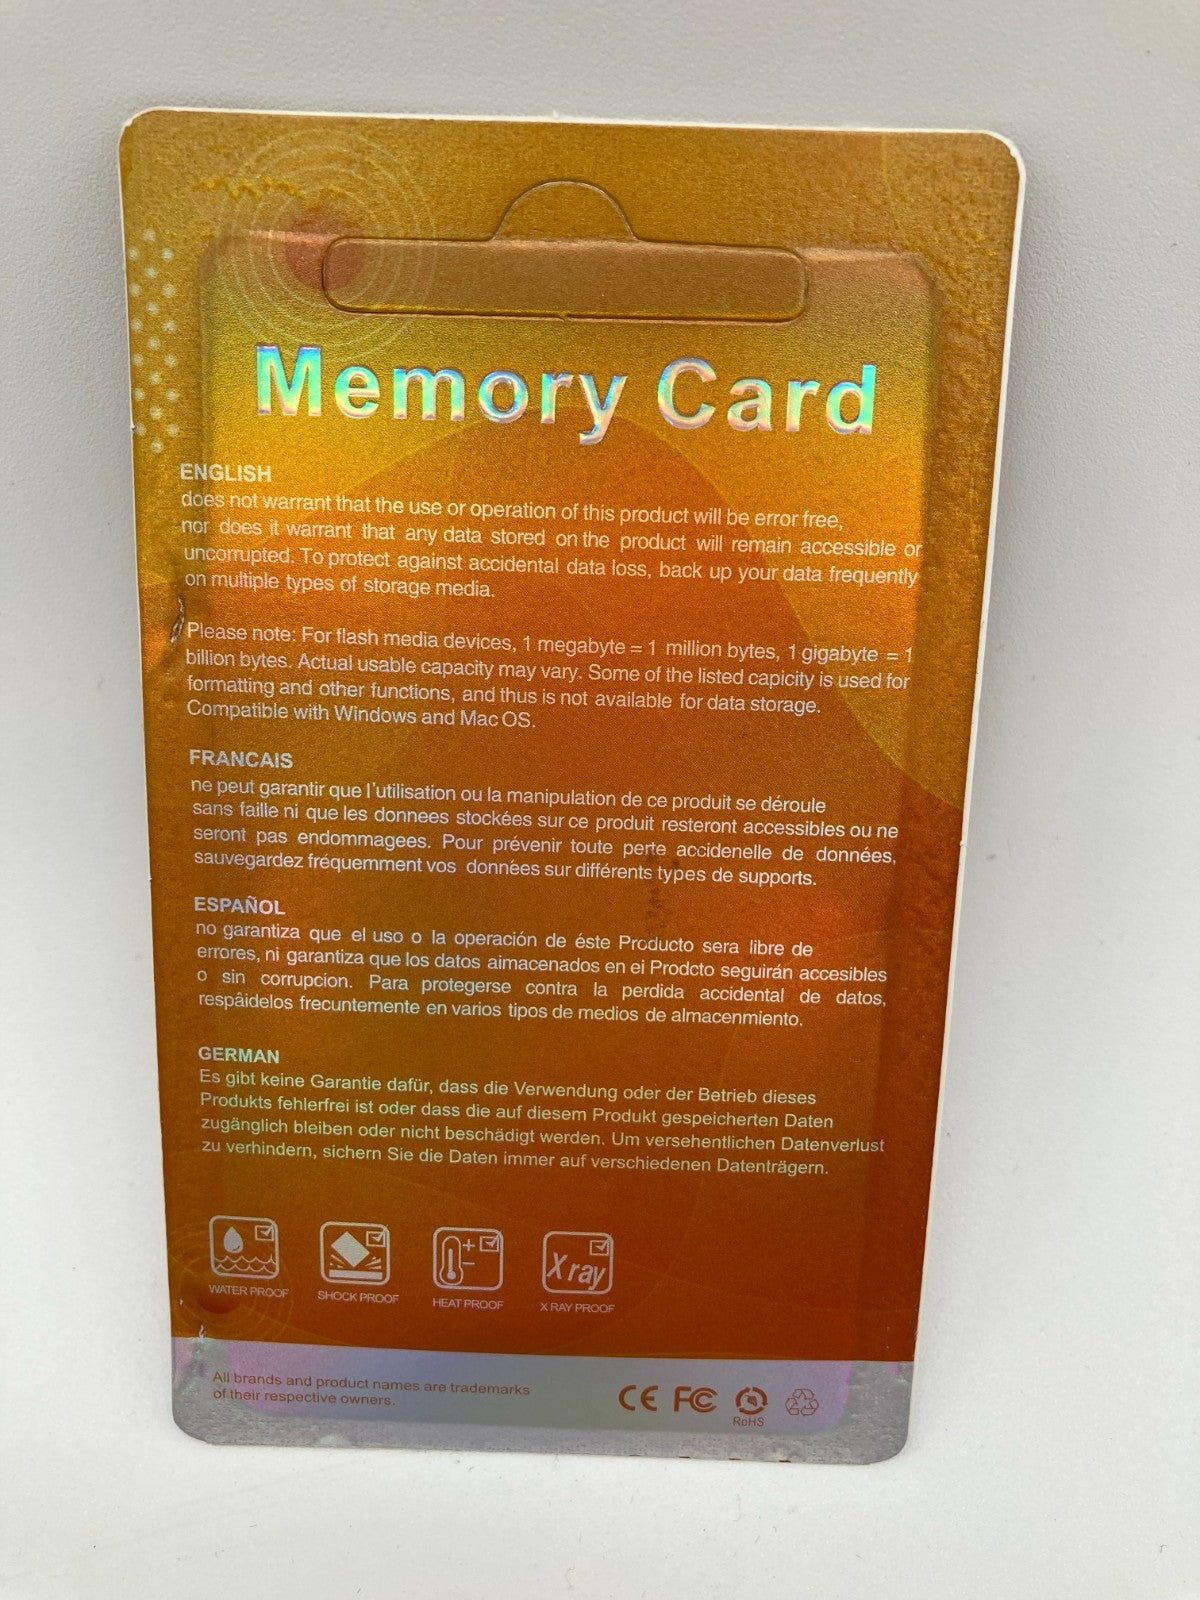 Memory Card
ENGLISH
does not warrant that the use or operation of this product will be error free,
nor does it warrant that any data stored on the product will remain accessible or
uncorrupted. To protect against accidental data loss, back up your data frequently
on multiple types of storage media.
Please note: For flash media devices, 1 megabyte = 1 million bytes, 1 gigabyte = 1
billion bytes. Actual usable capacity may vary. Some of the listed capicity is used for
formatting and other functions, and thus is not available for data storage.
Compatible with Windows and Mac OS.
FRANCAIS
ne peut garantir que l'utilisation ou la manipulation de ce produit se déroule
sans faille ni que les donnees stockées sur ce produit resteront accessibles ou ne
seront pas endommagees. Pour prévenir toute perte accidenelle de données,
sauvegardez fréquemment vos données sur différents types de supports.
ESPAÑOL
no garantiza que el uso o la operación de éste Producto sera libre de
errores, ni garantiza que los datos aimacenados en ei Prodcto seguirán accesibles
o sin corrupcion. Para protegerse contra la perdida accidental de datos,
respâidelos frecuntemente en varios tipos de medios de almacenmiento.
GERMAN
Es gibt keine Garantie dafür, dass die Verwendung oder der Betrieb dieses
Produkts fehlerfrei ist oder dass die auf diesem Produkt gespeicherten Daten
zugänglich bleiben oder nicht beschädigt werden. Um versehentlichen Datenverlust
zu verhindern, sichern Sie die Daten immer auf verschiedenen Datenträgern.
X ray
WATER PROOF SHOCK PROOF HEAT PROOF X RAY PROOF
All brands and product names are trademarks
of their respective owners.
CE FC RoHS